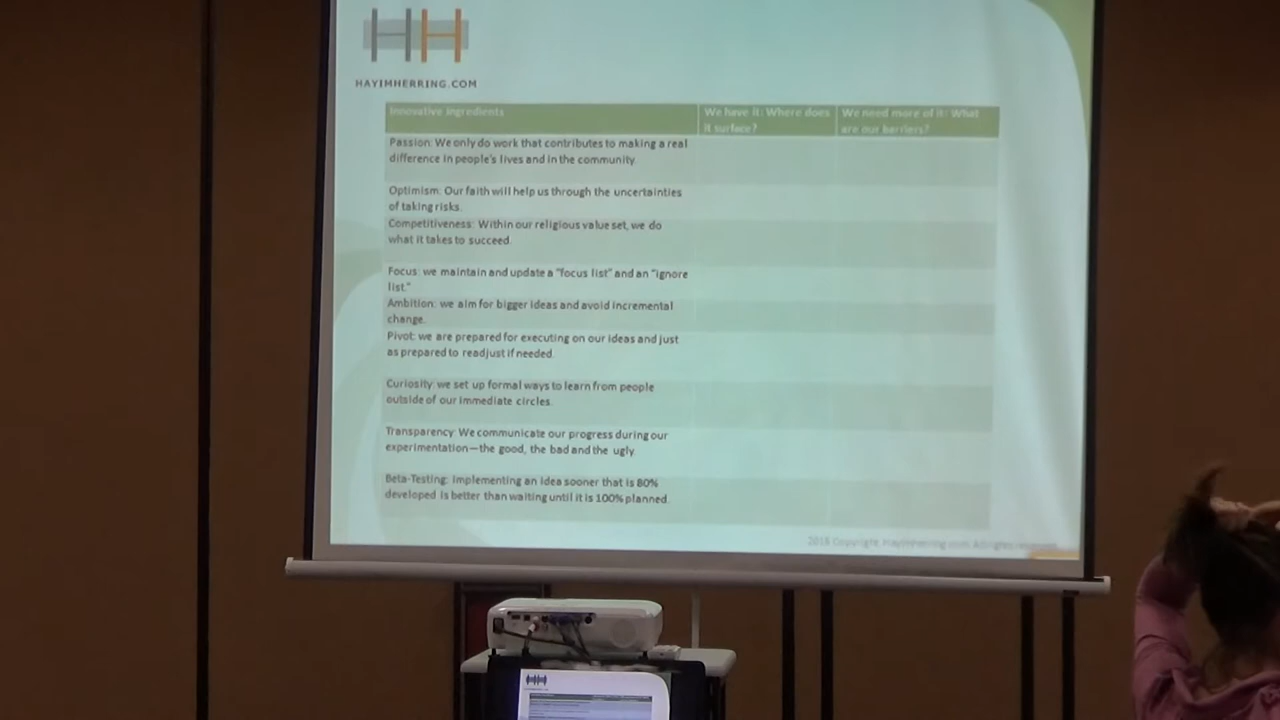 HH
HAYIMHERRING.COM
Innovative Ingredients
We have it: Where does
it surface?
We need more of it: What
are our barriers?
Passion: We only do work that contributes to making a real
difference in people's lives and in the community.
Optimism: Our faith will help us through the uncertainties
of taking risks.
Competitiveness: Within our religious value set, we do
what it takes to succeed.
Focus: we maintain and update a "focus list" and an "ignore
list."
Ambition: we aim for bigger ideas and avoid incremental
change.
Pivot: we are prepared for executing on our ideas and just
as prepared to readjust if needed.
Curiosity: we set up formal ways to learn from people
outside of our immediate circles.
Transparency: We communicate our progress during our
experimentation—the good, the bad and the ugly.
Beta-Testing: Implementing an idea sooner that is 80%
developed is better than waiting until it is 100% planned.
Copyright, HayimHerring.com All rights